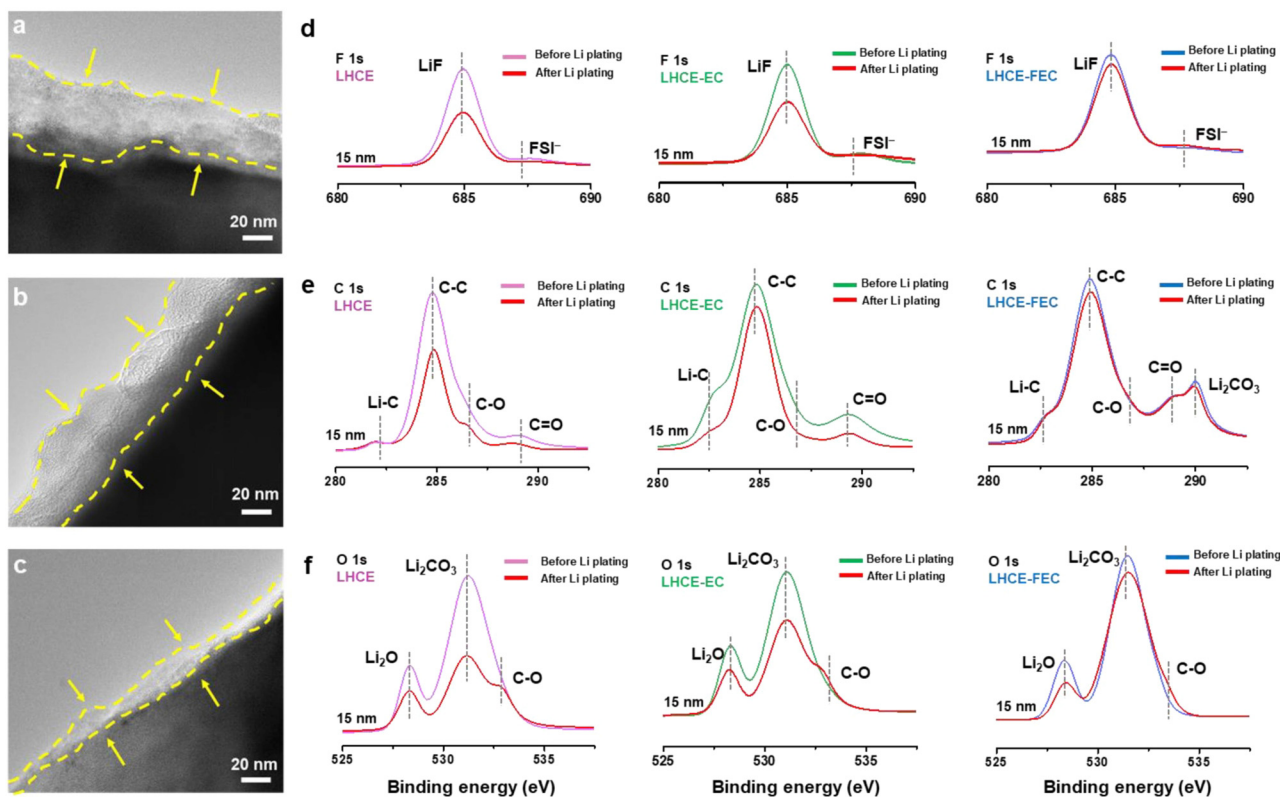 a
20 nm
b
20 nm
c
20 nm
d
F 1s
LHCE
LiF
Before Li plating
After Li plating
FSI⁻
15 nm
680 685 690
F 1s
LHCE-EC
LiF
Before Li plating
After Li plating
FSI⁻
15 nm
680 685 690
F 1s
LHCE-FEC
LiF
Before Li plating
After Li plating
FSI⁻
15 nm
680 685 690
e
C 1s
LHCE
C-C
Before Li plating
After Li plating
Li-C
C-O
C=O
15 nm
280 285 290
C 1s
LHCE-EC
C-C
Before Li plating
After Li plating
Li-C
C-O
C=O
15 nm
280 285 290
C 1s
LHCE-FEC
C-C
Before Li plating
After Li plating
Li-C
C-O
C=O
Li₂CO₃
15 nm
280 285 290
f
O 1s
LHCE
Li₂CO₃
Before Li plating
After Li plating
Li₂O
C-O
15 nm
525 530 535
Binding energy (eV)
O 1s
LHCE-EC
Li₂CO₃
Before Li plating
After Li plating
Li₂O
C-O
15 nm
525 530 535
Binding energy (eV)
O 1s
LHCE-FEC
Li₂CO₃
Before Li plating
After Li plating
Li₂O
C-O
15 nm
525 530 535
Binding energy (eV)